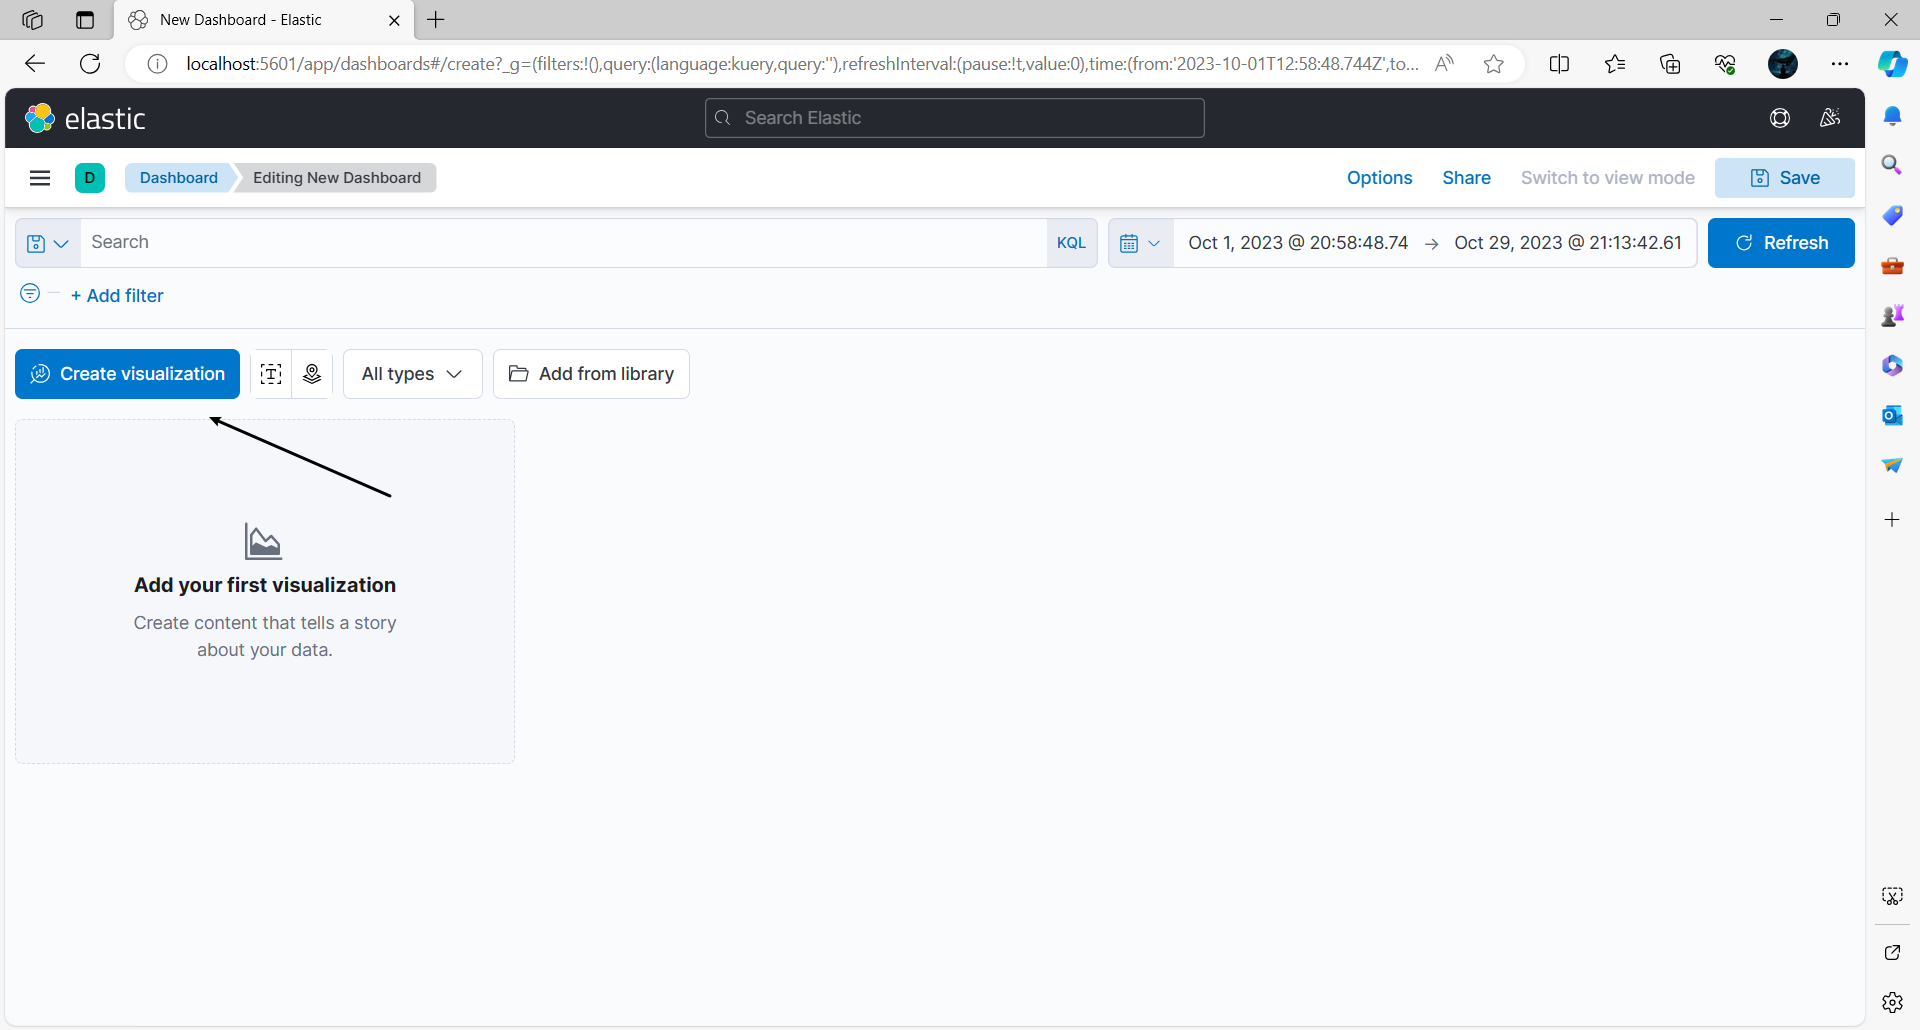 New Dashboard - Elastic
localhost:5601/app/dashboards#/create?_g=(filters:!(),query:(language:kuery,query:''),refreshInterval:(pause:!t,value:0),time:(from:'2023-10-01T12:58:48.744Z',to...
elastic
Search Elastic
D
Dashboard
Editing New Dashboard
Options
Share
Switch to view mode
Save
Search
KQL
Oct 1, 2023 @ 20:58:48.74
→
Oct 29, 2023 @ 21:13:42.61
Refresh
+ Add filter
Create visualization
All types
Add from library
Add your first visualization
Create content that tells a story
about your data.